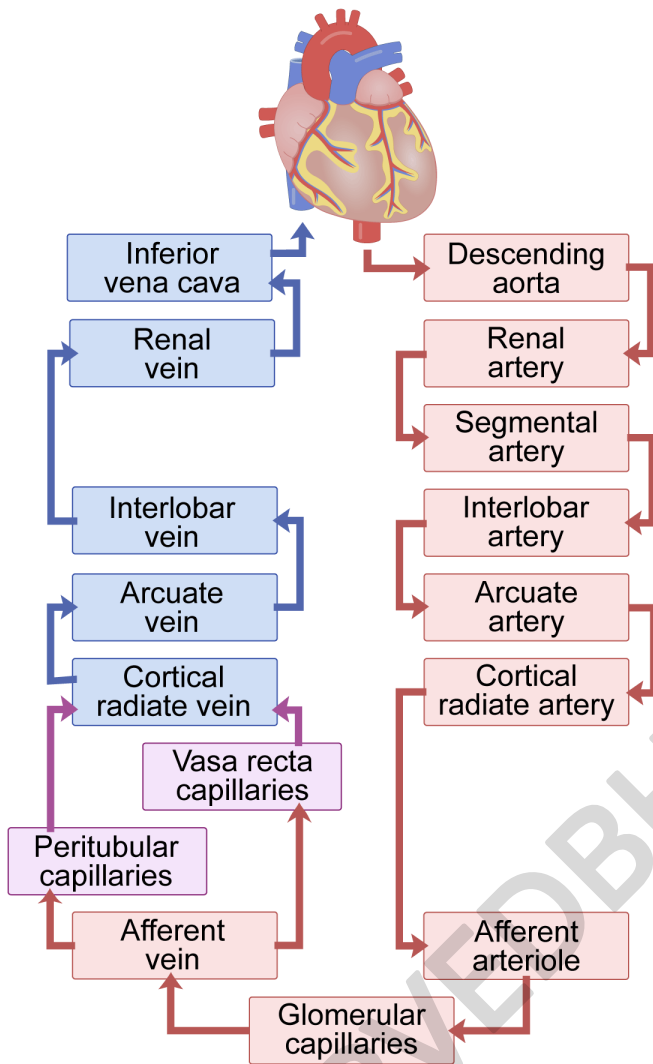 Inferior
vena cava
Descending
aorta
Renal
vein
Renal
artery
Segmental
artery
Interlobar
vein
Interlobar
artery
Arcuate
vein
Arcuate
artery
Cortical
radiate vein
Cortical
radiate artery
Vasa recta
capillaries
Peritubular
capillaries
Afferent
vein
Afferent
arteriole
Glomerular
capillaries